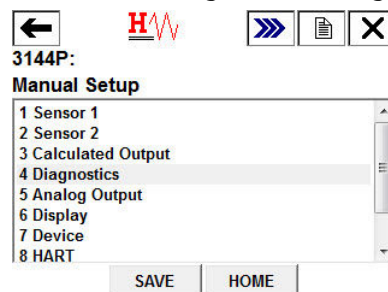 H
3144P:
Manual Setup
1 Sensor 1
2 Sensor 2
3 Calculated Output
4 Diagnostics
5 Analog Output
6 Display
7 Device
8 HART
SAVE HOME